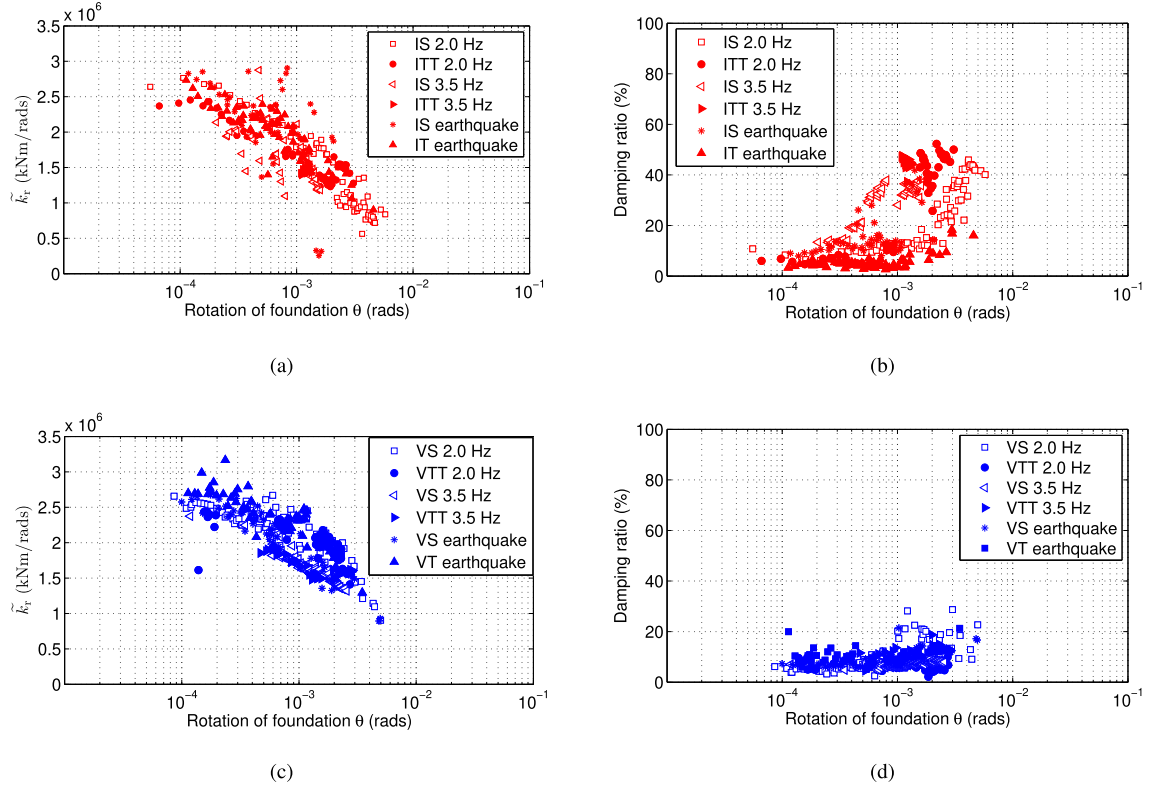 x 10⁶
3.5
3
2.5
2
1.5
1
0.5
0
k̃ᵣ (kNm/rads)
IS 2.0 Hz
ITT 2.0 Hz
IS 3.5 Hz
ITT 3.5 Hz
IS earthquake
IT earthquake
10⁻⁴ 10⁻³ 10⁻² 10⁻¹
Rotation of foundation θ (rads)
(a)
100
80
60
40
20
0
Damping ratio (%)
IS 2.0 Hz
ITT 2.0 Hz
IS 3.5 Hz
ITT 3.5 Hz
IS earthquake
IT earthquake
10⁻⁴ 10⁻³ 10⁻² 10⁻¹
Rotation of foundation θ (rads)
(b)
x 10⁶
3.5
3
2.5
2
1.5
1
0.5
0
k̃ᵣ (kNm/rads)
VS 2.0 Hz
VTT 2.0 Hz
VS 3.5 Hz
VTT 3.5 Hz
VS earthquake
VT earthquake
10⁻⁴ 10⁻³ 10⁻² 10⁻¹
Rotation of foundation θ (rads)
(c)
100
80
60
40
20
0
Damping ratio (%)
VS 2.0 Hz
VTT 2.0 Hz
VS 3.5 Hz
VTT 3.5 Hz
VS earthquake
VT earthquake
10⁻⁴ 10⁻³ 10⁻² 10⁻¹
Rotation of foundation θ (rads)
(d)